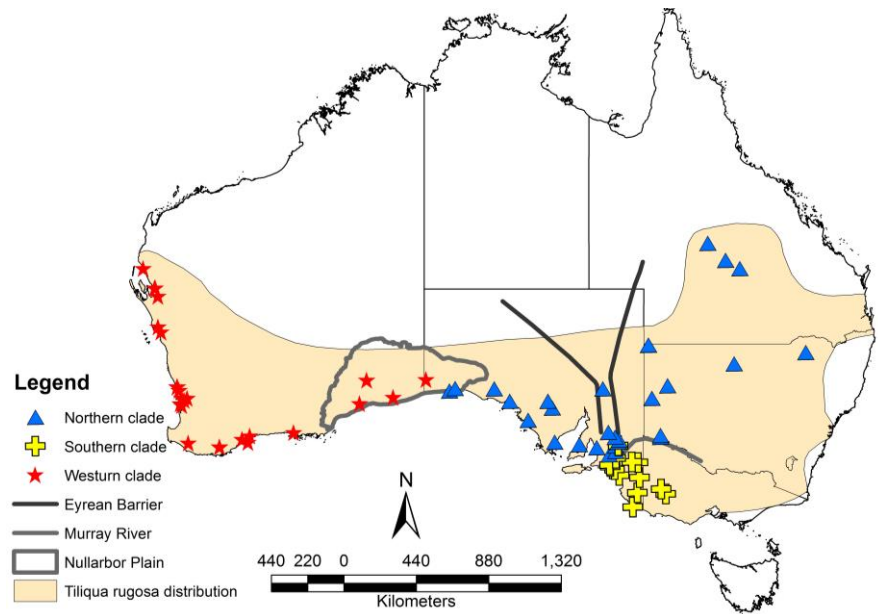 Legend
Northern clade
Southern clade
Westurn clade
Eyrean Barrier
Murray River
Nullarbor Plain
Tiliqua rugosa distribution
N
440 220 0 440 880 1,320
Kilometers